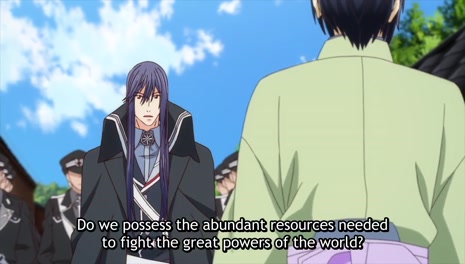 Do we possess the abundant resources needed
to fight the great powers of the world?